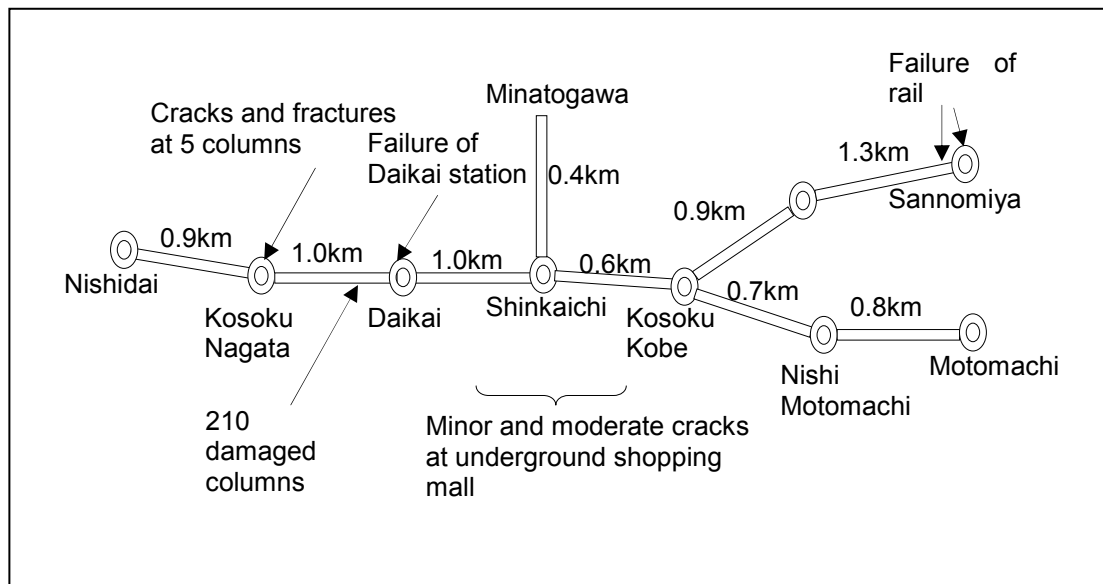 Failure of
rail
Minatogawa
Cracks and fractures
at 5 columns
Failure of
Daikai station
0.4km
1.3km
Sannomiya
0.9km
0.9km
1.0km
1.0km
0.6km
0.7km
0.8km
Nishidai
Kosoku
Nagata
Daikai
Shinkaichi
Kosoku
Kobe
Nishi
Motomachi
Motomachi
210
damaged
columns
Minor and moderate cracks
at underground shopping
mall